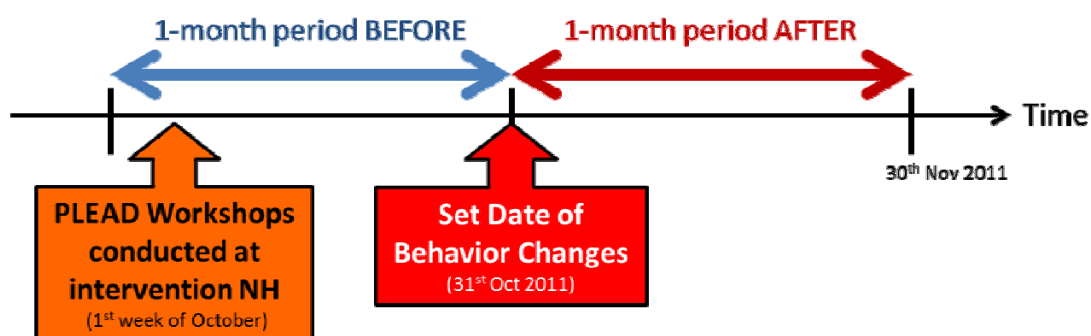 1-month period BEFORE
1-month period AFTER
Time
30th Nov 2011
PLEAD Workshops
conducted at
intervention NH
(1st week of October)
Set Date of
Behavior Changes
(31st Oct 2011)